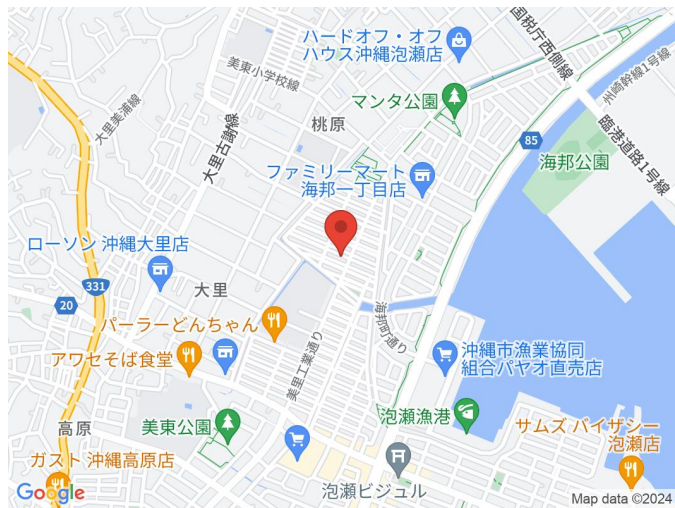 ハードオフ・オフ
ハウス沖縄泡瀬店
国税庁西側線
州崎幹線1号線
美東小学校線
大里美浦線
マンタ公園
桃原
大里古謝線
85
臨港道路1号線
海邦公園
ファミリーマート
海邦一丁目店
ローソン 沖縄大里店
331
大里
20
パーラーどんちゃん
海邦町通り
アワセそば食堂
美里工業通り
沖縄市漁業協同
組合パヤオ直売店
高原
美東公園
泡瀬漁港
サムズ バイザシー
泡瀬店
ガスト 沖縄高原店
泡瀬ビジュル
Google
Map data ©2024